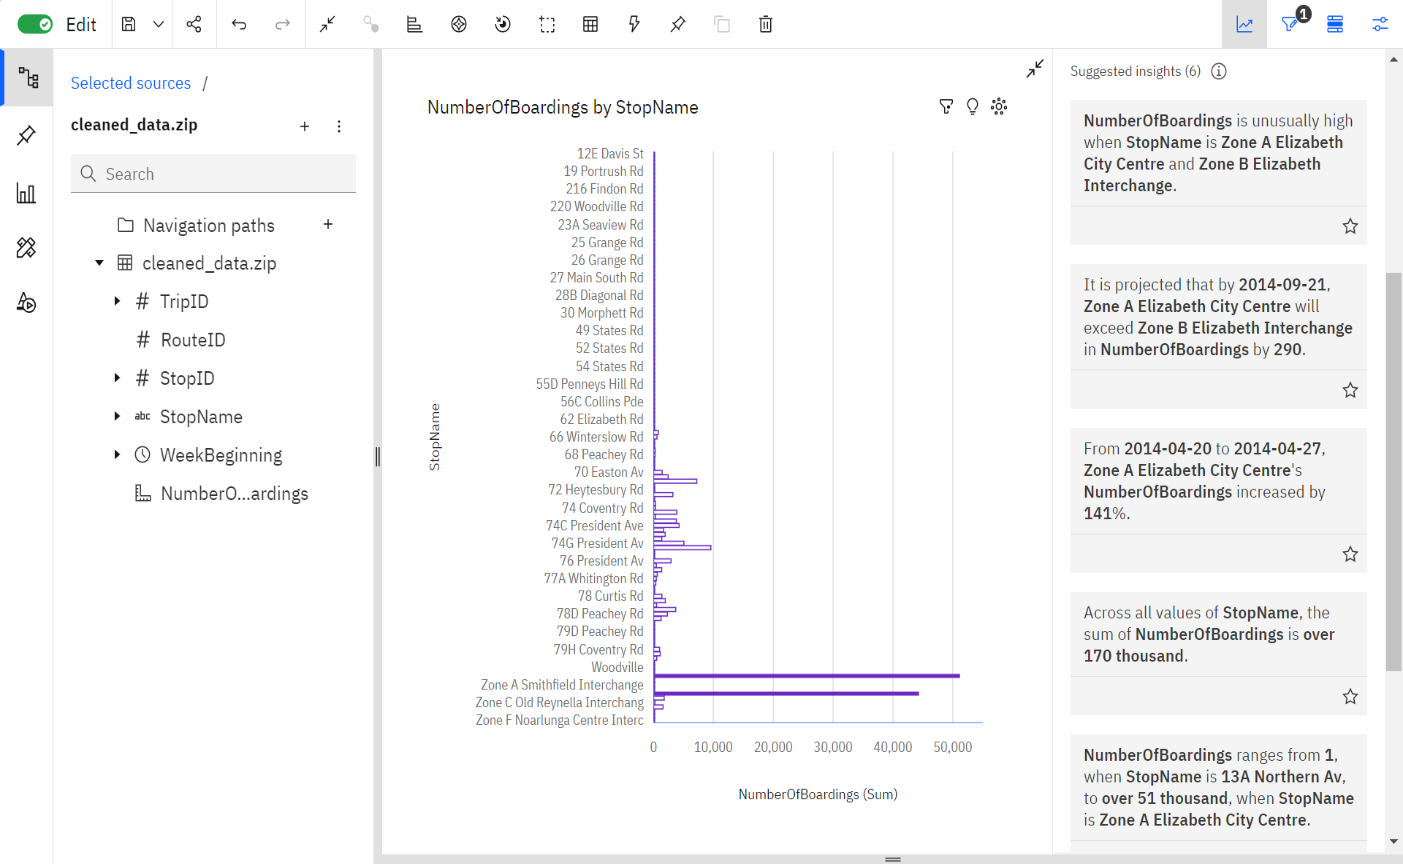 Edit
1
Selected sources /
cleaned_data.zip
Search
Navigation paths
cleaned_data.zip
# TripID
# RouteID
# StopID
abc StopName
WeekBeginning
NumberO...ardings
NumberOfBoardings by StopName
StopName
12E Davis St
19 Portrush Rd
216 Findon Rd
220 Woodville Rd
23A Seaview Rd
25 Grange Rd
26 Grange Rd
27 Main South Rd
28B Diagonal Rd
30 Morphett Rd
49 States Rd
52 States Rd
54 States Rd
55D Penneys Hill Rd
56C Collins Pde
62 Elizabeth Rd
66 Winterslow Rd
68 Peachey Rd
70 Easton Av
72 Heytesbury Rd
74 Coventry Rd
74C President Ave
74G President Av
76 President Av
77A Whitington Rd
78 Curtis Rd
78D Peachey Rd
79D Peachey Rd
79H Coventry Rd
Woodville
Zone A Smithfield Interchange
Zone C Old Reynella Interchang
Zone F Noarlunga Centre Interc
0 10,000 20,000 30,000 40,000 50,000
NumberOfBoardings (Sum)
Suggested insights (6)
NumberOfBoardings is unusually high
when StopName is Zone A Elizabeth
City Centre and Zone B Elizabeth
Interchange.
It is projected that by 2014-09-21,
Zone A Elizabeth City Centre will
exceed Zone B Elizabeth Interchange
in NumberOfBoardings by 290.
From 2014-04-20 to 2014-04-27,
Zone A Elizabeth City Centre's
NumberOfBoardings increased by
141%.
Across all values of StopName, the
sum of NumberOfBoardings is over
170 thousand.
NumberOfBoardings ranges from 1,
when StopName is 13A Northern Av,
to over 51 thousand, when StopName
is Zone A Elizabeth City Centre.